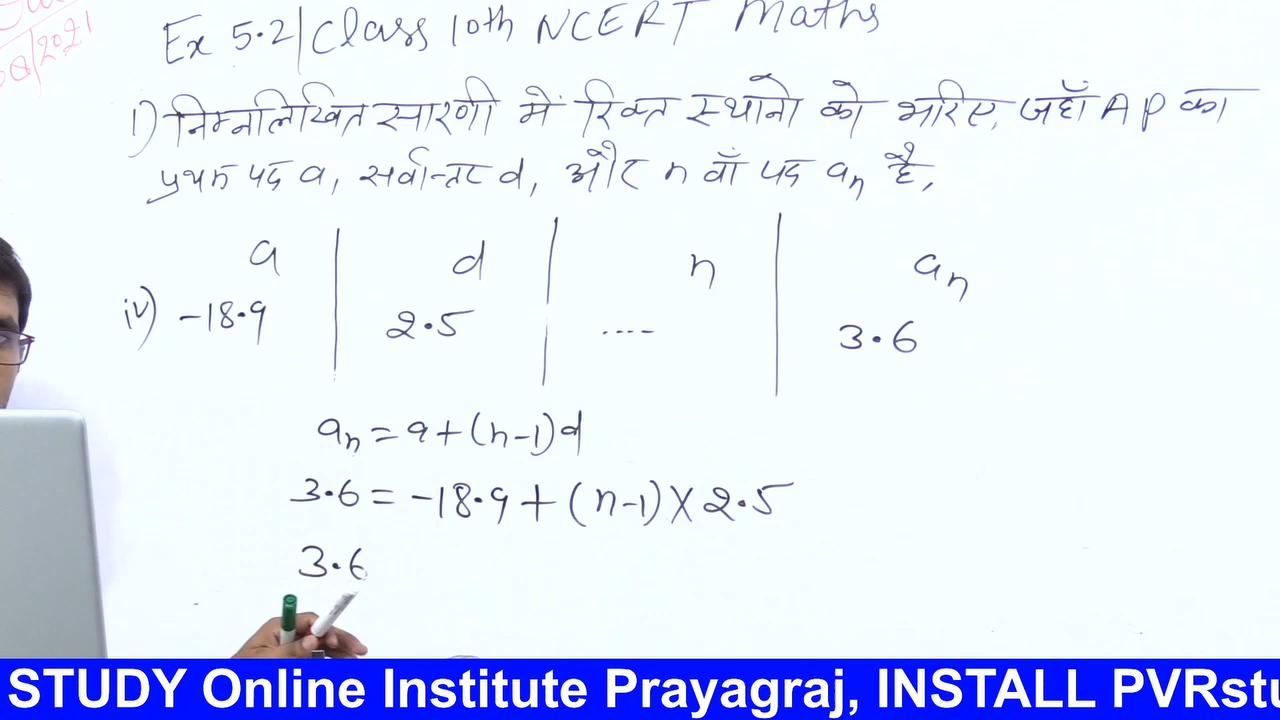 08/2021
Ex 5.2/Class 10th NCERT Maths
1) निम्नलिखित सारणी में रिक्त स्थानो को भरिए, जहाँ AP का
प्रथम पद a, सर्वान्तर d, और n वाँ पद an है,
a | d | n | an
iv) -18.9 | 2.5 | .... | 3.6
an = a+(n-1)d
3.6 = -18.9 + (n-1) X 2.5
3.6
STUDY Online Institute Prayagraj, INSTALL PVRstu